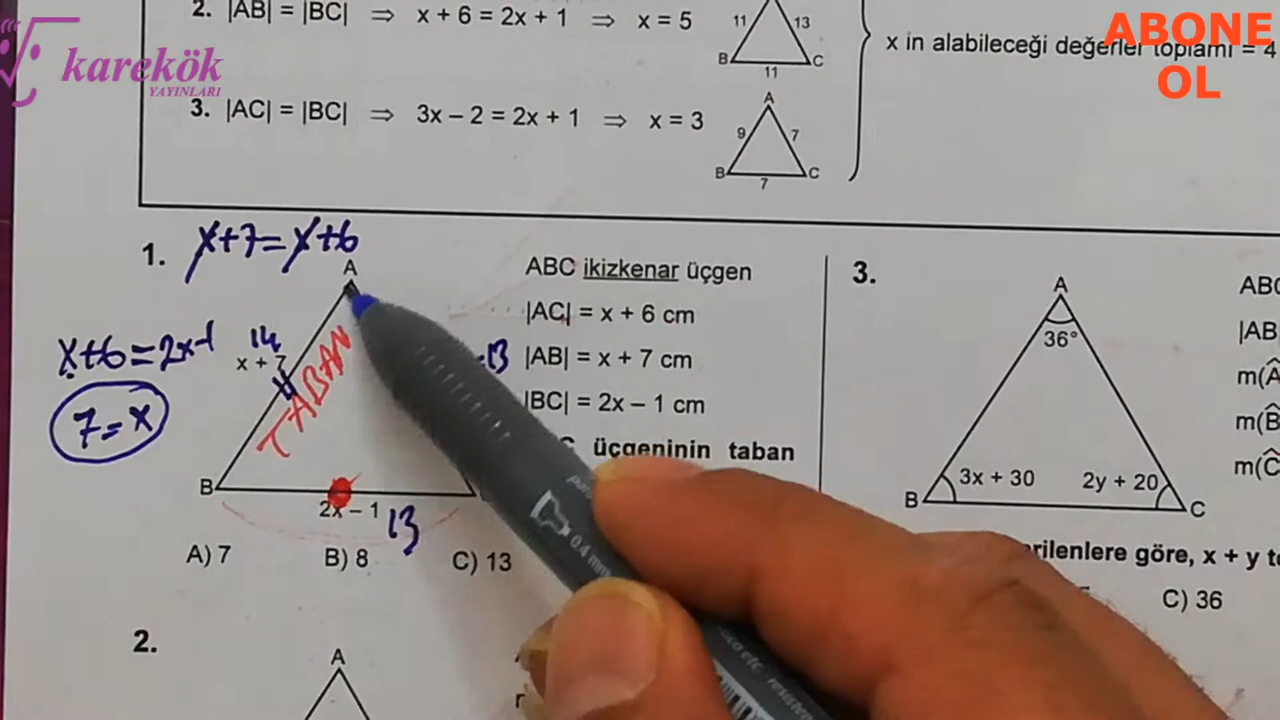 2. |AB| = |BC| ⇒ x + 6 = 2x + 1 ⇒ x = 5
11
13
B
C
11
x in alabileceği değerler toplamı = 4
ABONE
OL
karekök
YAYINLARI
3. |AC| = |BC| ⇒ 3x – 2 = 2x + 1 ⇒ x = 3
A
9
7
B
C
7
1.
x+7=x+6
A
x+6=2x-1
7=x
14
x + 7
TABAN
13
B
2x – 1
13
ABC ikizkenar üçgen
|AC| = x + 6 cm
|AB| = x + 7 cm
|BC| = 2x – 1 cm
üçgeninin taban
A) 7
B) 8
C) 13
2.
A
3.
A
36°
3x + 30
2y + 20
B
C
ABC
|AB
m(Â
m(B̂
m(Ĉ
rilenlere göre, x + y
C) 36